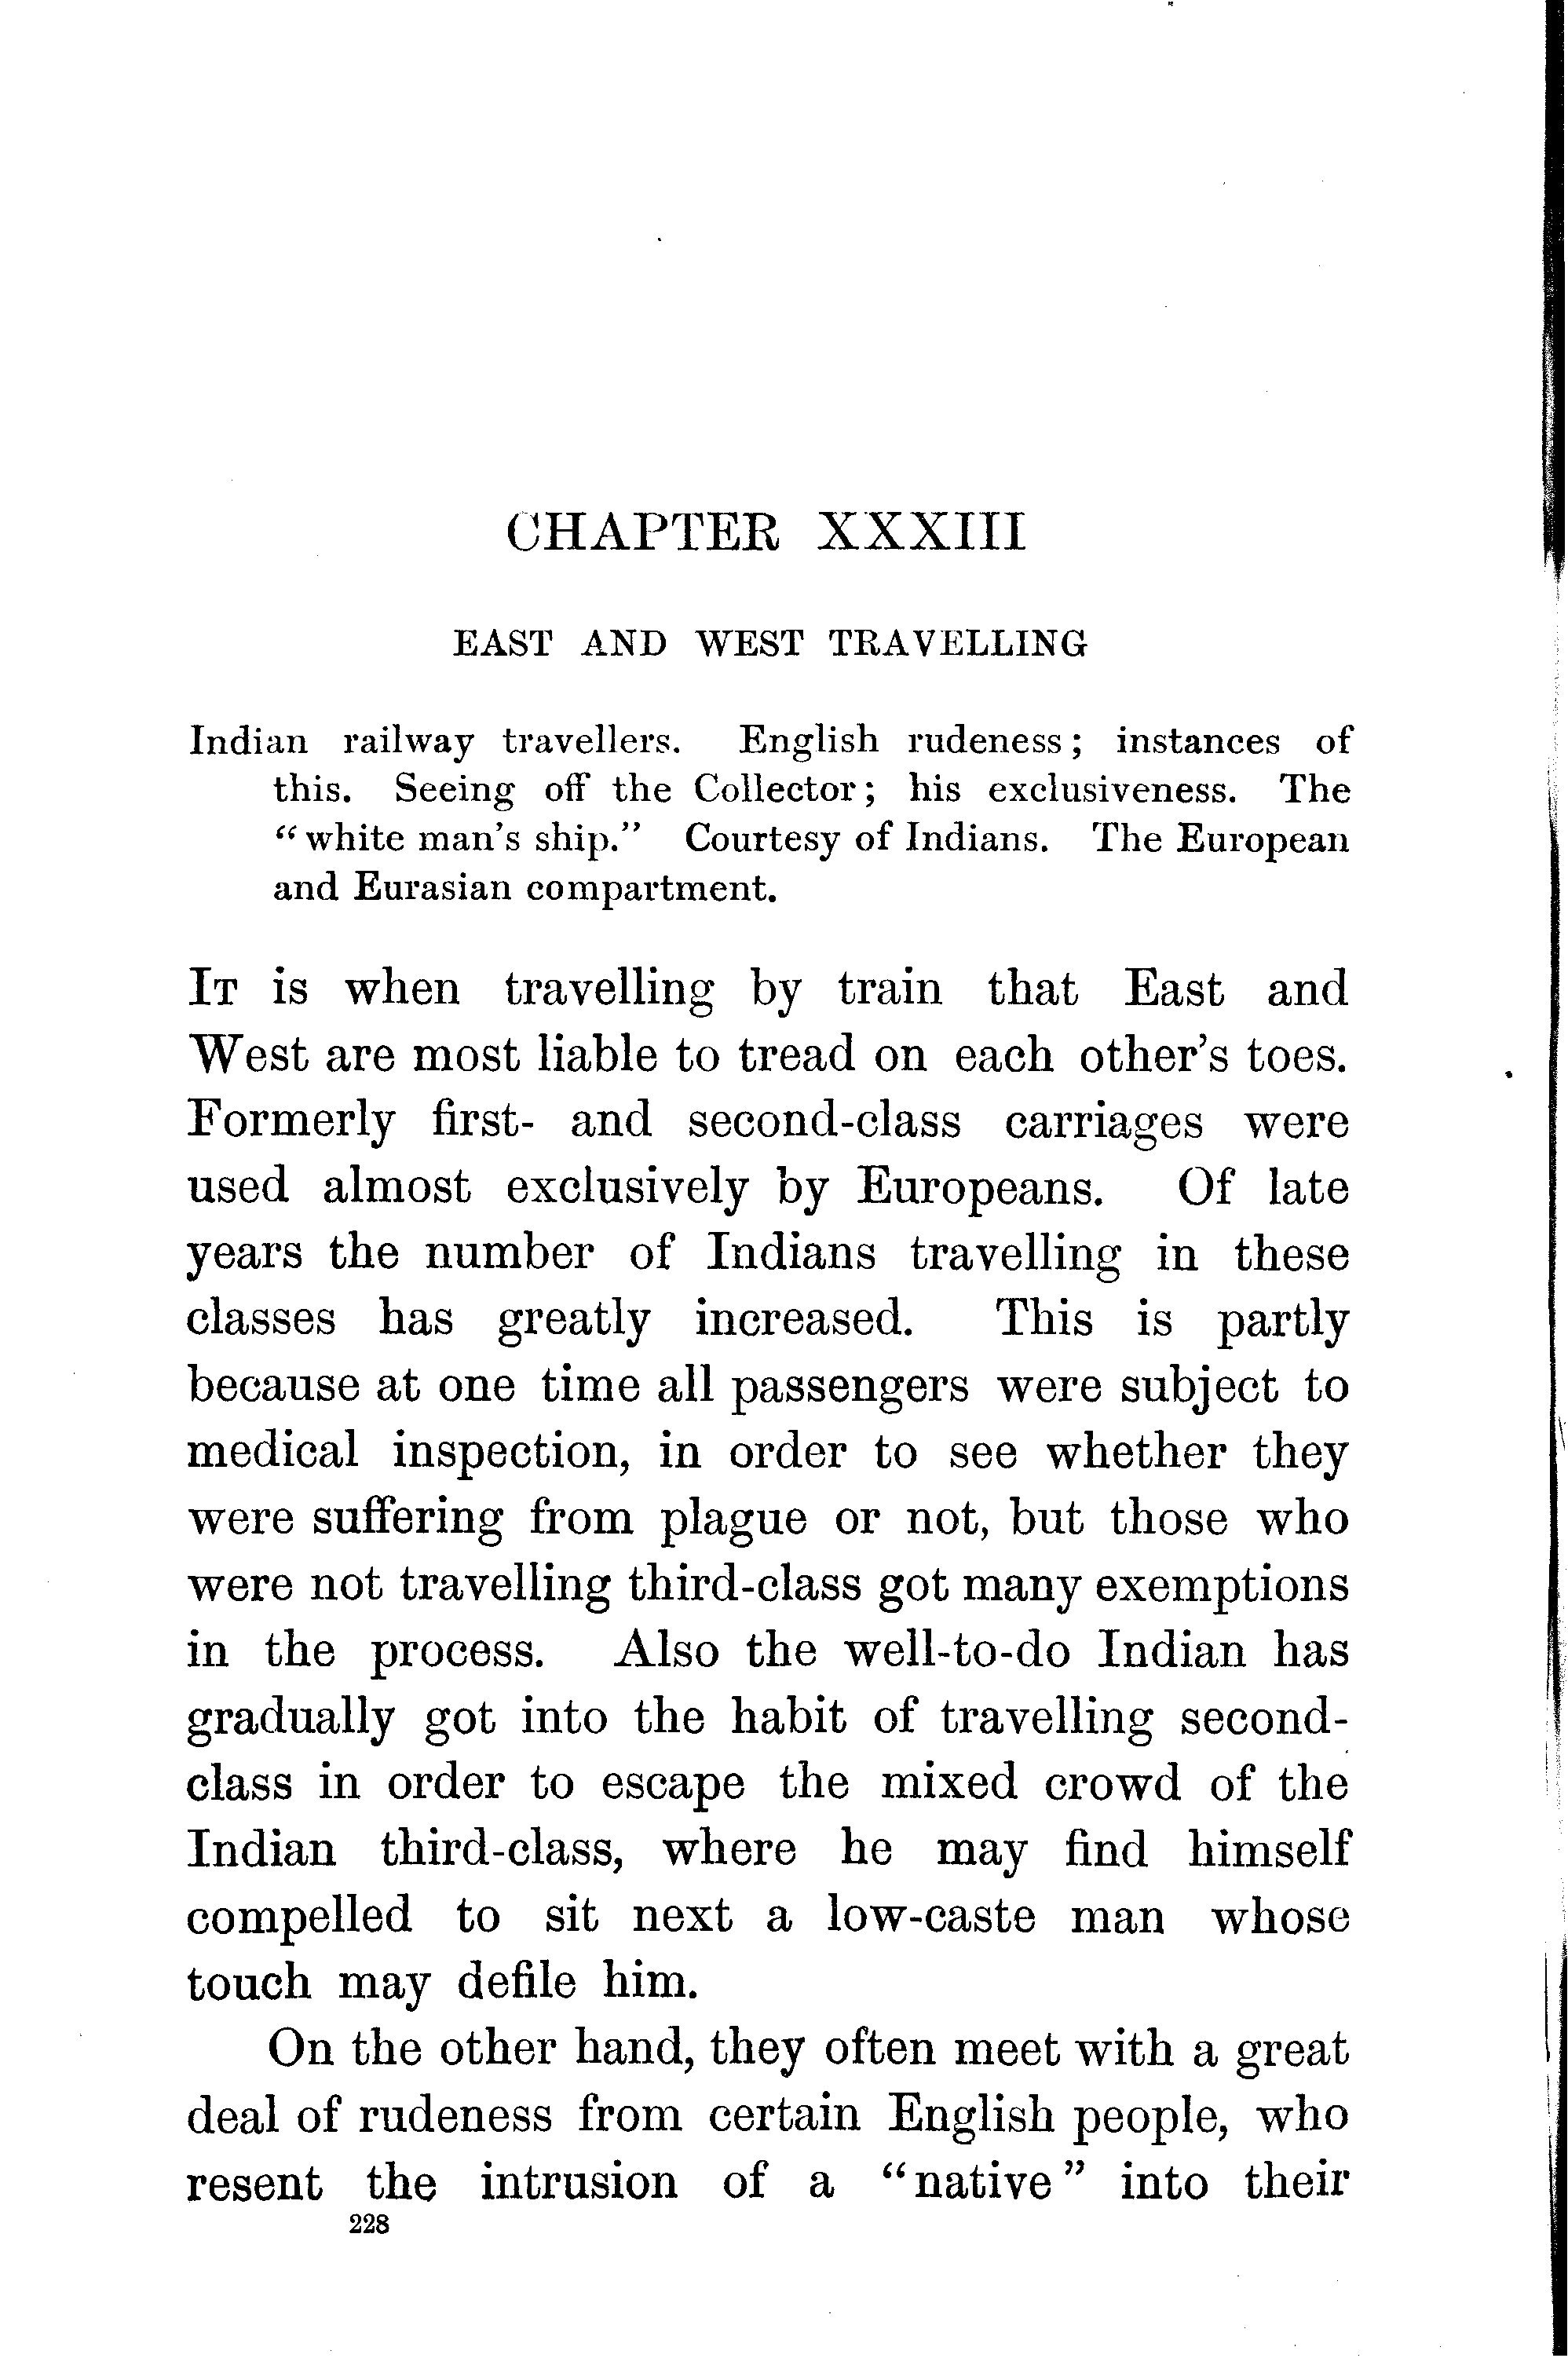 CHAPTER XXXIII
EAST AND WEST TRAVELLING
Indian railway travellers. English rudeness; instances of
this. Seeing off the Collector; his exclusiveness. The
"white man's ship." Courtesy of Indians. The European
and Eurasian compartment.
IT is when travelling by train that East and
West are most liable to tread on each other's toes.
Formerly first- and second-class carriages were
used almost exclusively by Europeans. Of late
years the number of Indians travelling in these
classes has greatly increased. This is partly
because at one time all passengers were subject to
medical inspection, in order to see whether they
were suffering from plague or not, but those who
were not travelling third-class got many exemptions
in the process. Also the well-to-do Indian has
gradually got into the habit of travelling second-
class in order to escape the mixed crowd of the
Indian third-class, where he may find himself
compelled to sit next a low-caste man whose
touch may defile him.
On the other hand, they often meet with a great
deal of rudeness from certain English people, who
resent the intrusion of a "native" into their
228